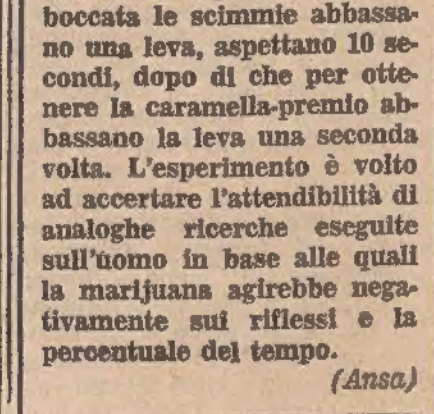 boccata le scimmie abbassa-
no una leva, aspettano 10 se-
condi, dopo di che per otte-
nere la caramella-premio ab-
bassano la leva una seconda
volta. L'esperimento è volto
ad accertare l'attendibilità di
analoghe ricerche eseguite
sull'uomo in base alle quali
la marijuana agirebbe nega-
tivamente sui riflessi e la
percentuale del tempo.
(Ansa)